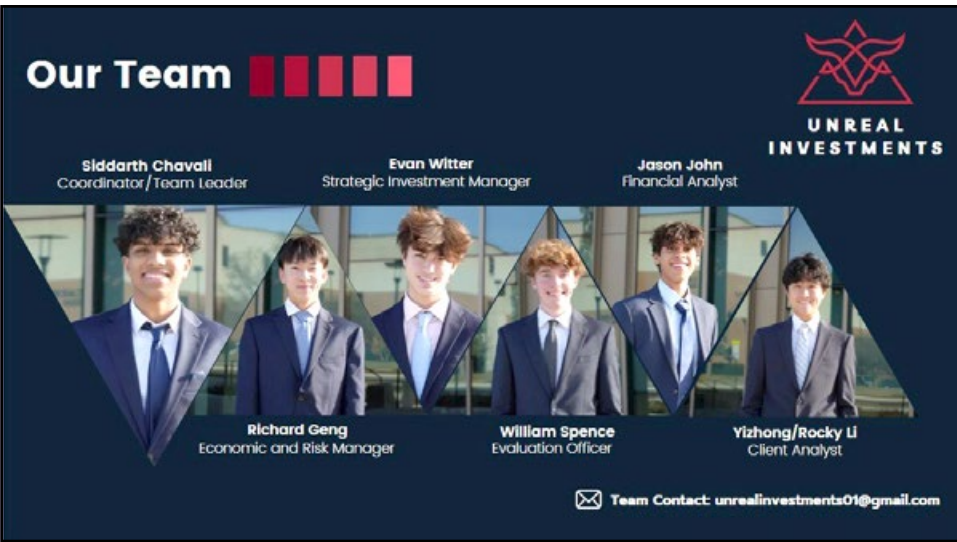 Our Team
UNREAL
INVESTMENTS
Siddarth Chavali
Coordinator/Team Leader
Evan Witter
Strategic Investment Manager
Jason John
Financial Analyst
Richard Geng
Economic and Risk Manager
William Spence
Evaluation Officer
Yizhong/Rocky Li
Client Analyst
Team Contact: unrealinvestments01@gmail.com